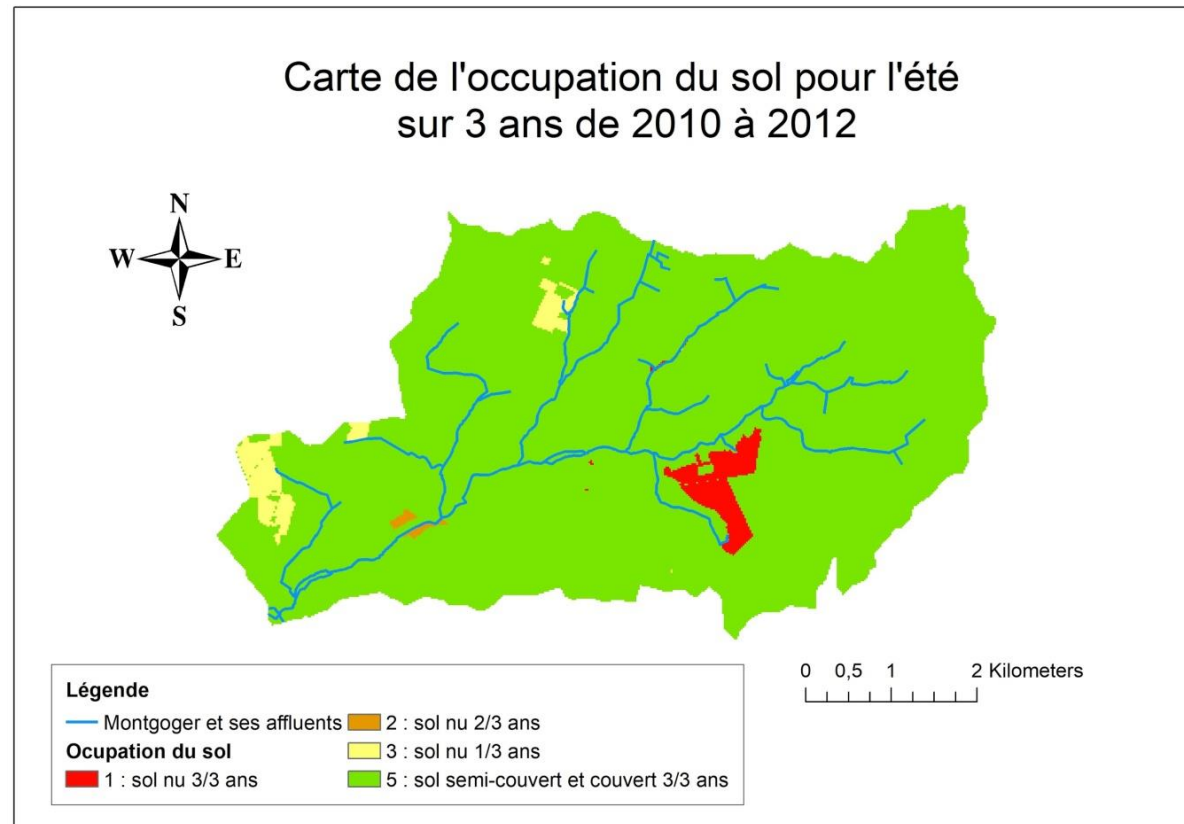 Carte de l'occupation du sol pour l'été
sur 3 ans de 2010 à 2012
N
W E
S
0 0,5 1 2 Kilometers
Légende
Montgoger et ses affluents
Ocupation du sol
1 : sol nu 3/3 ans
2 : sol nu 2/3 ans
3 : sol nu 1/3 ans
5 : sol semi-couvert et couvert 3/3 ans